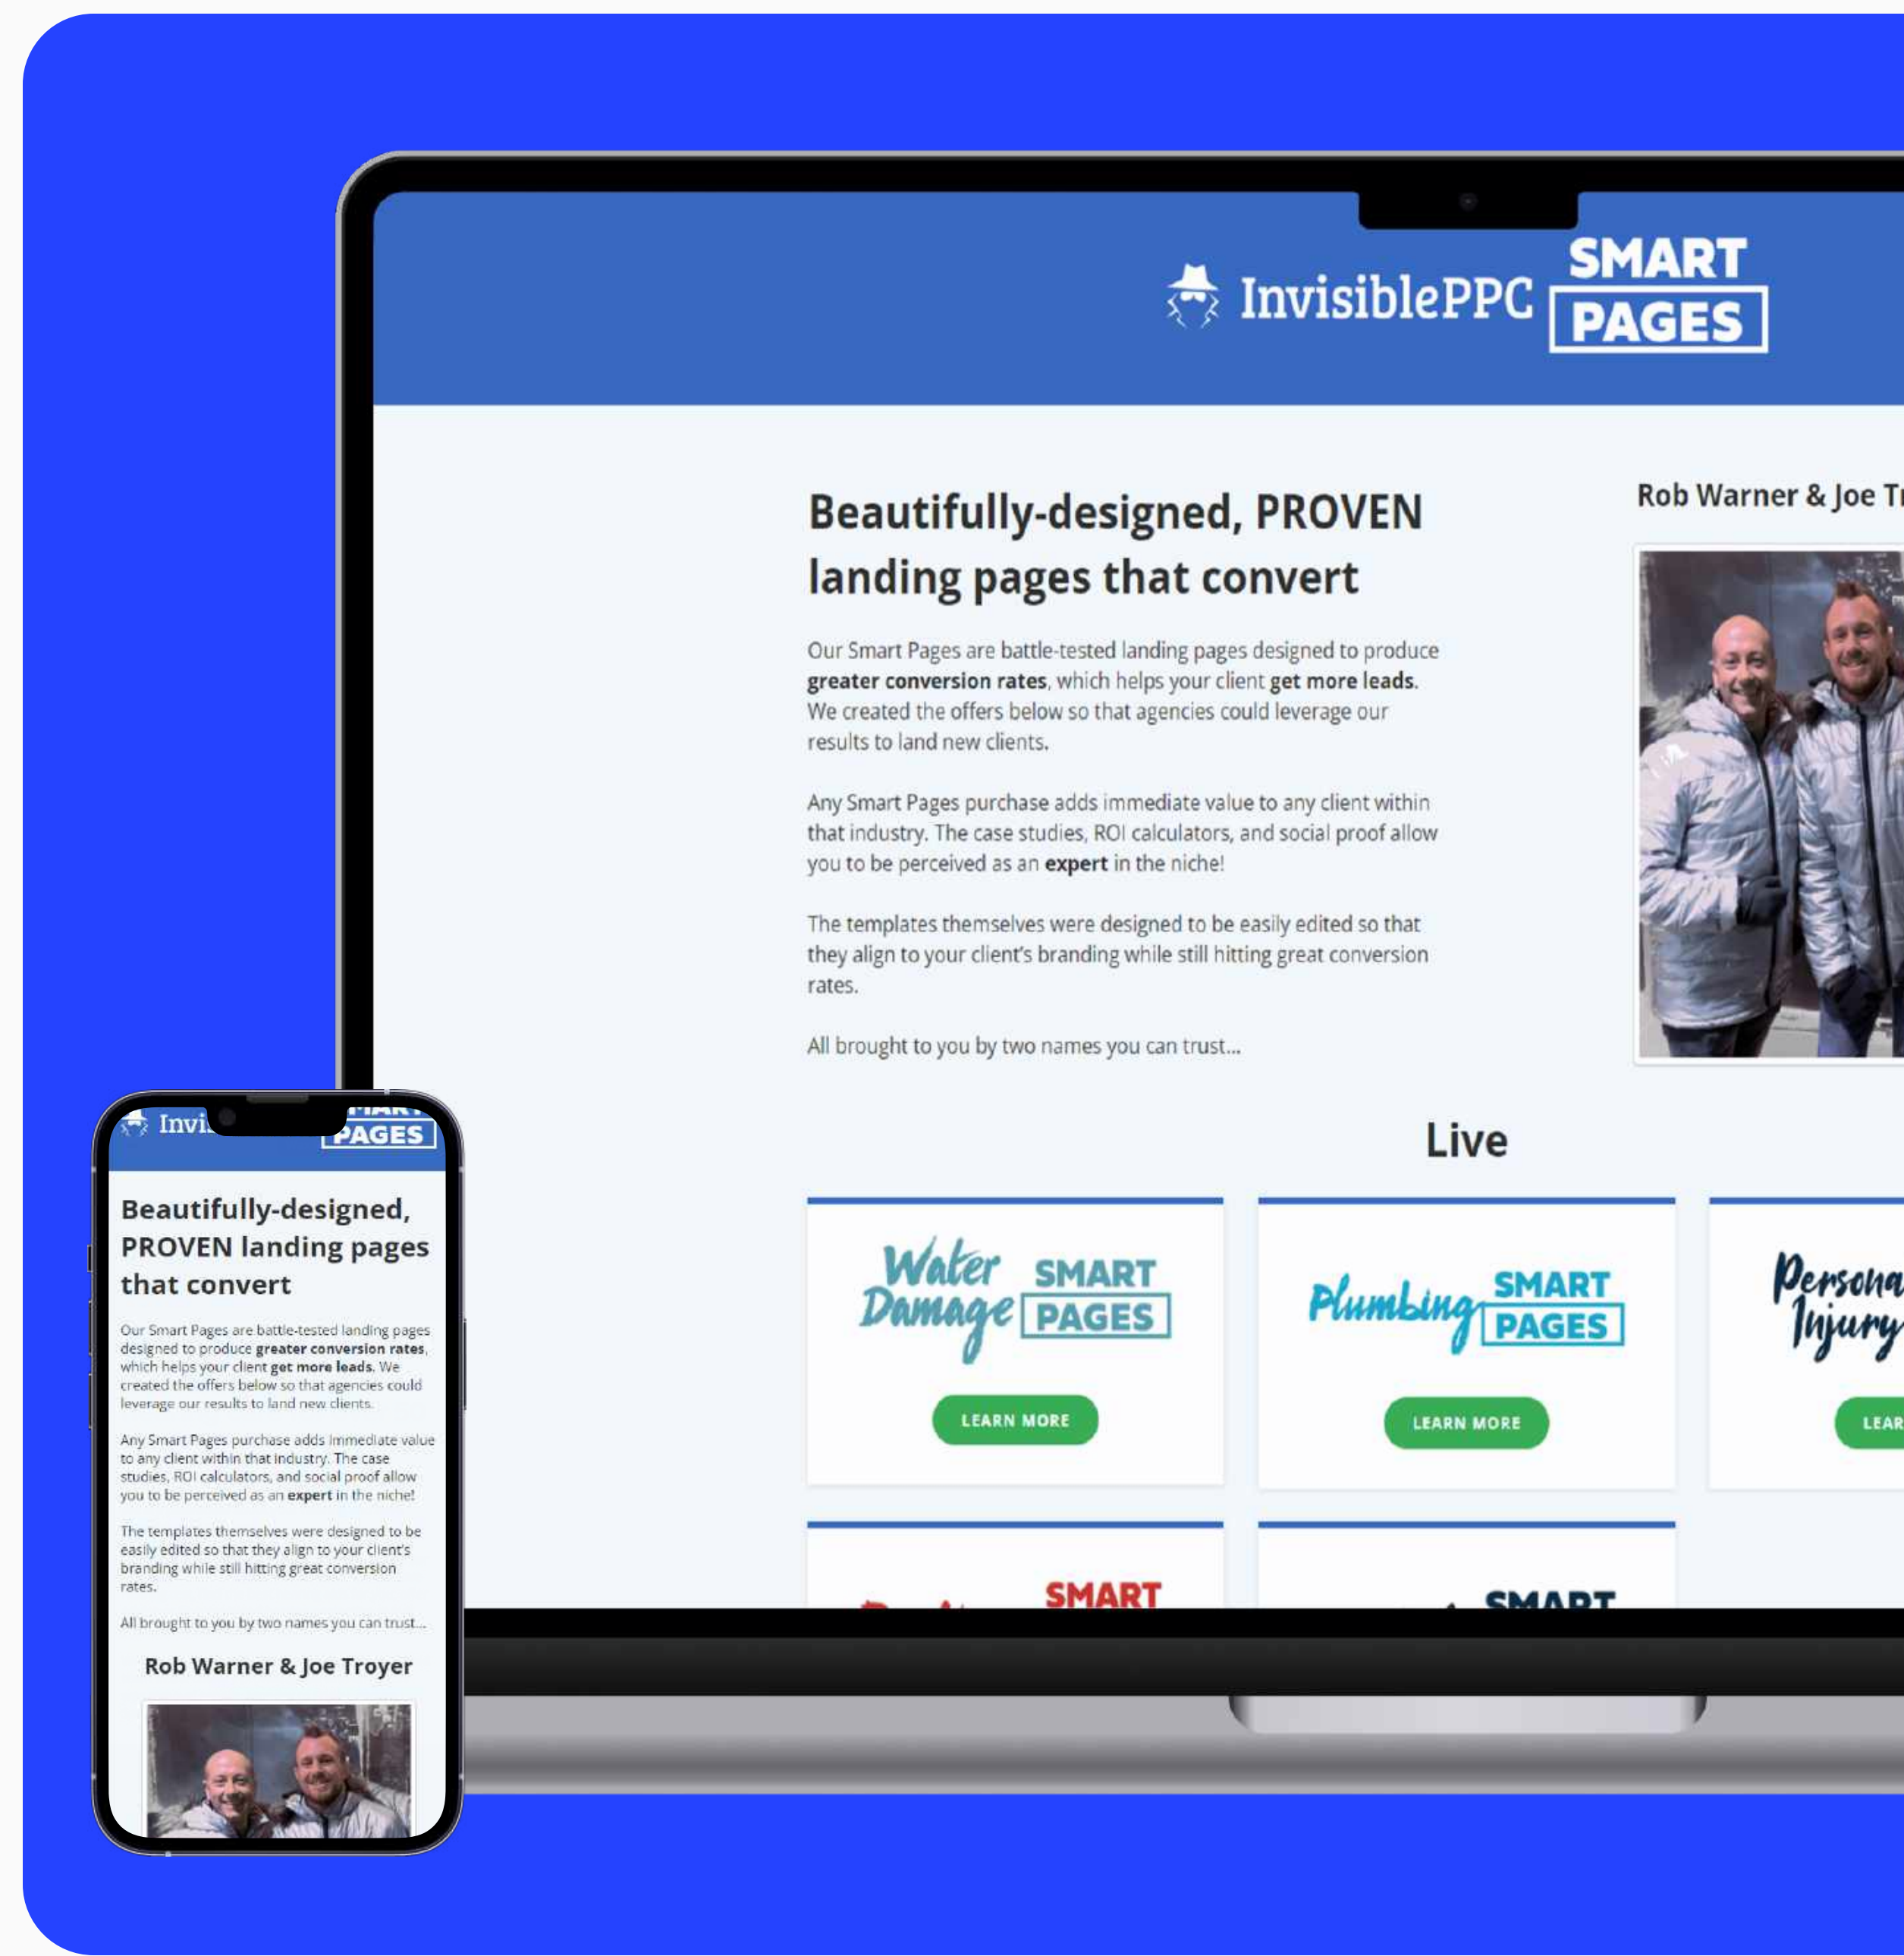 InvisiblePPC
SMART
PAGES
Beautifully-designed, PROVEN
landing pages that convert
Our Smart Pages are battle-tested landing pages designed to produce
greater conversion rates, which helps your client get more leads.
We created the offers below so that agencies could leverage our
results to land new clients.
Any Smart Pages purchase adds immediate value to any client within
that industry. The case studies, ROI calculators, and social proof allow
you to be perceived as an expert in the niche!
The templates themselves were designed to be easily edited so that
they align to your client's branding while still hitting great conversion
rates.
All brought to you by two names you can trust...
Rob Warner & Joe
Live
Water
Damage
SMART
PAGES
LEARN MORE
Plumbing
SMART
PAGES
LEARN MORE
Injury
SMART
SMART
PAGES
Beautifully-designed,
PROVEN landing pages
that convert
Our Smart Pages are battle-tested landing pages
designed to produce greater conversion rates,
which helps your client get more leads. We
created the offers below so that agencies could
leverage our results to land new clients.
Any Smart Pages purchase adds immediate value
to any client within that industry. The case
studies, ROI calculators, and social proof allow
you to be perceived as an expert in the niche!
The templates themselves were designed to be
easily edited so that they align to your client's
branding while still hitting great conversion
rates.
All brought to you by two names you can trust...
Rob Warner & Joe Troyer